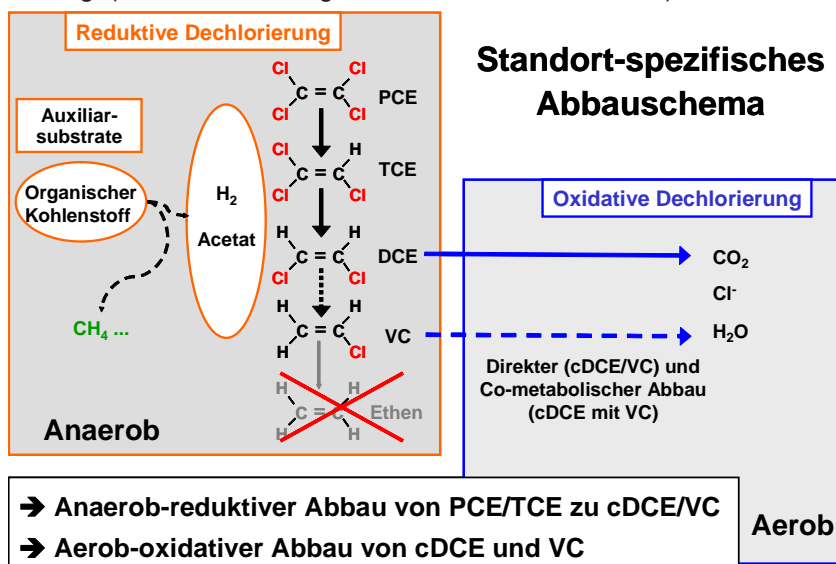 Reduktive Dechlorierung
Standort-spezifisches
Abbauschema
Auxiliar-
substrate
Organischer
Kohlenstoff
H₂
Acetat
CH₄ ...
Cl Cl
C = C
Cl Cl
PCE
Cl H
C = C
Cl Cl
TCE
H H
C = C
Cl Cl
DCE
H H
C = C
H Cl
VC
H H
C = C
H H
Ethen
Anaerob
Oxidative Dechlorierung
CO₂
Cl⁻
H₂O
Direkter (cDCE/VC) und
Co-metabolischer Abbau
(cDCE mit VC)
Aerob
➔ Anaerob-reduktiver Abbau von PCE/TCE zu cDCE/VC
➔ Aerob-oxidativer Abbau von cDCE und VC